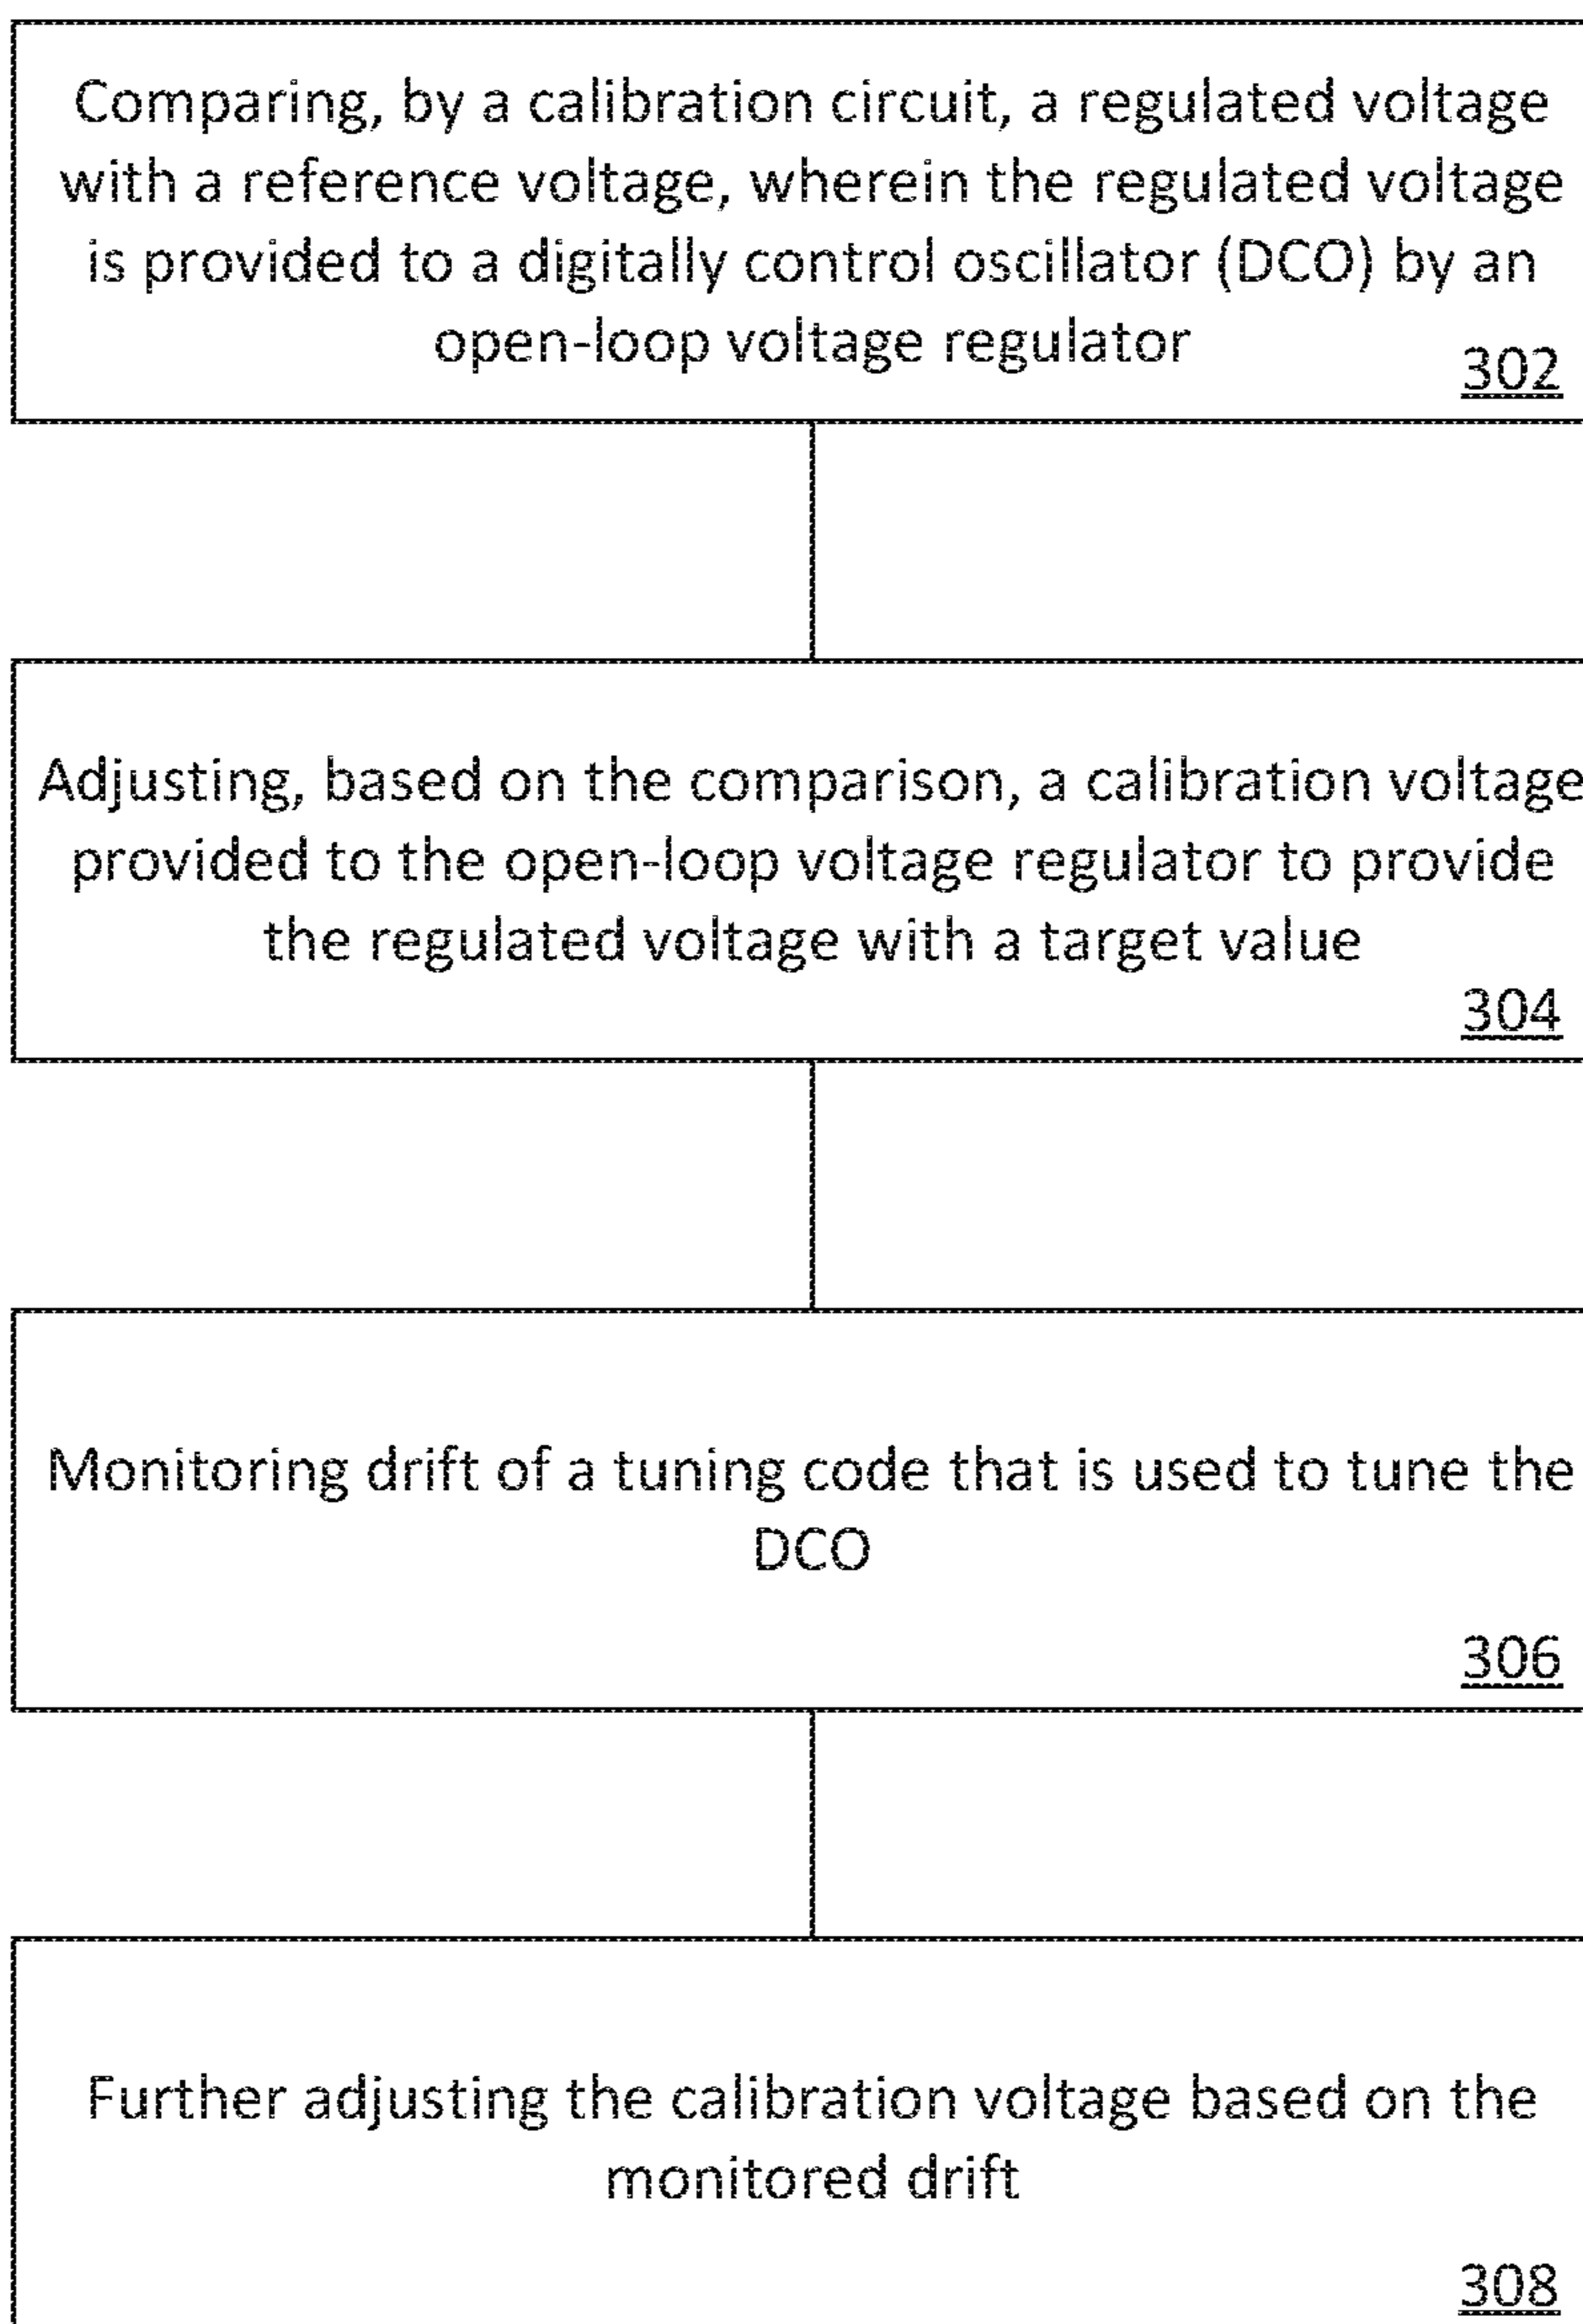 Comparing, by a calibration circuit, a regulated voltage
with a reference voltage, wherein the regulated voltage
is provided to a digitally control oscillator (DCO) by an
open-loop voltage regulator
302
Adjusting, based on the comparison, a calibration voltage
provided to the open-loop voltage regulator to provide
the regulated voltage with a target value
304
Monitoring drift of a tuning code that is used to tune the
DCO
306
Further adjusting the calibration voltage based on the
monitored drift
308